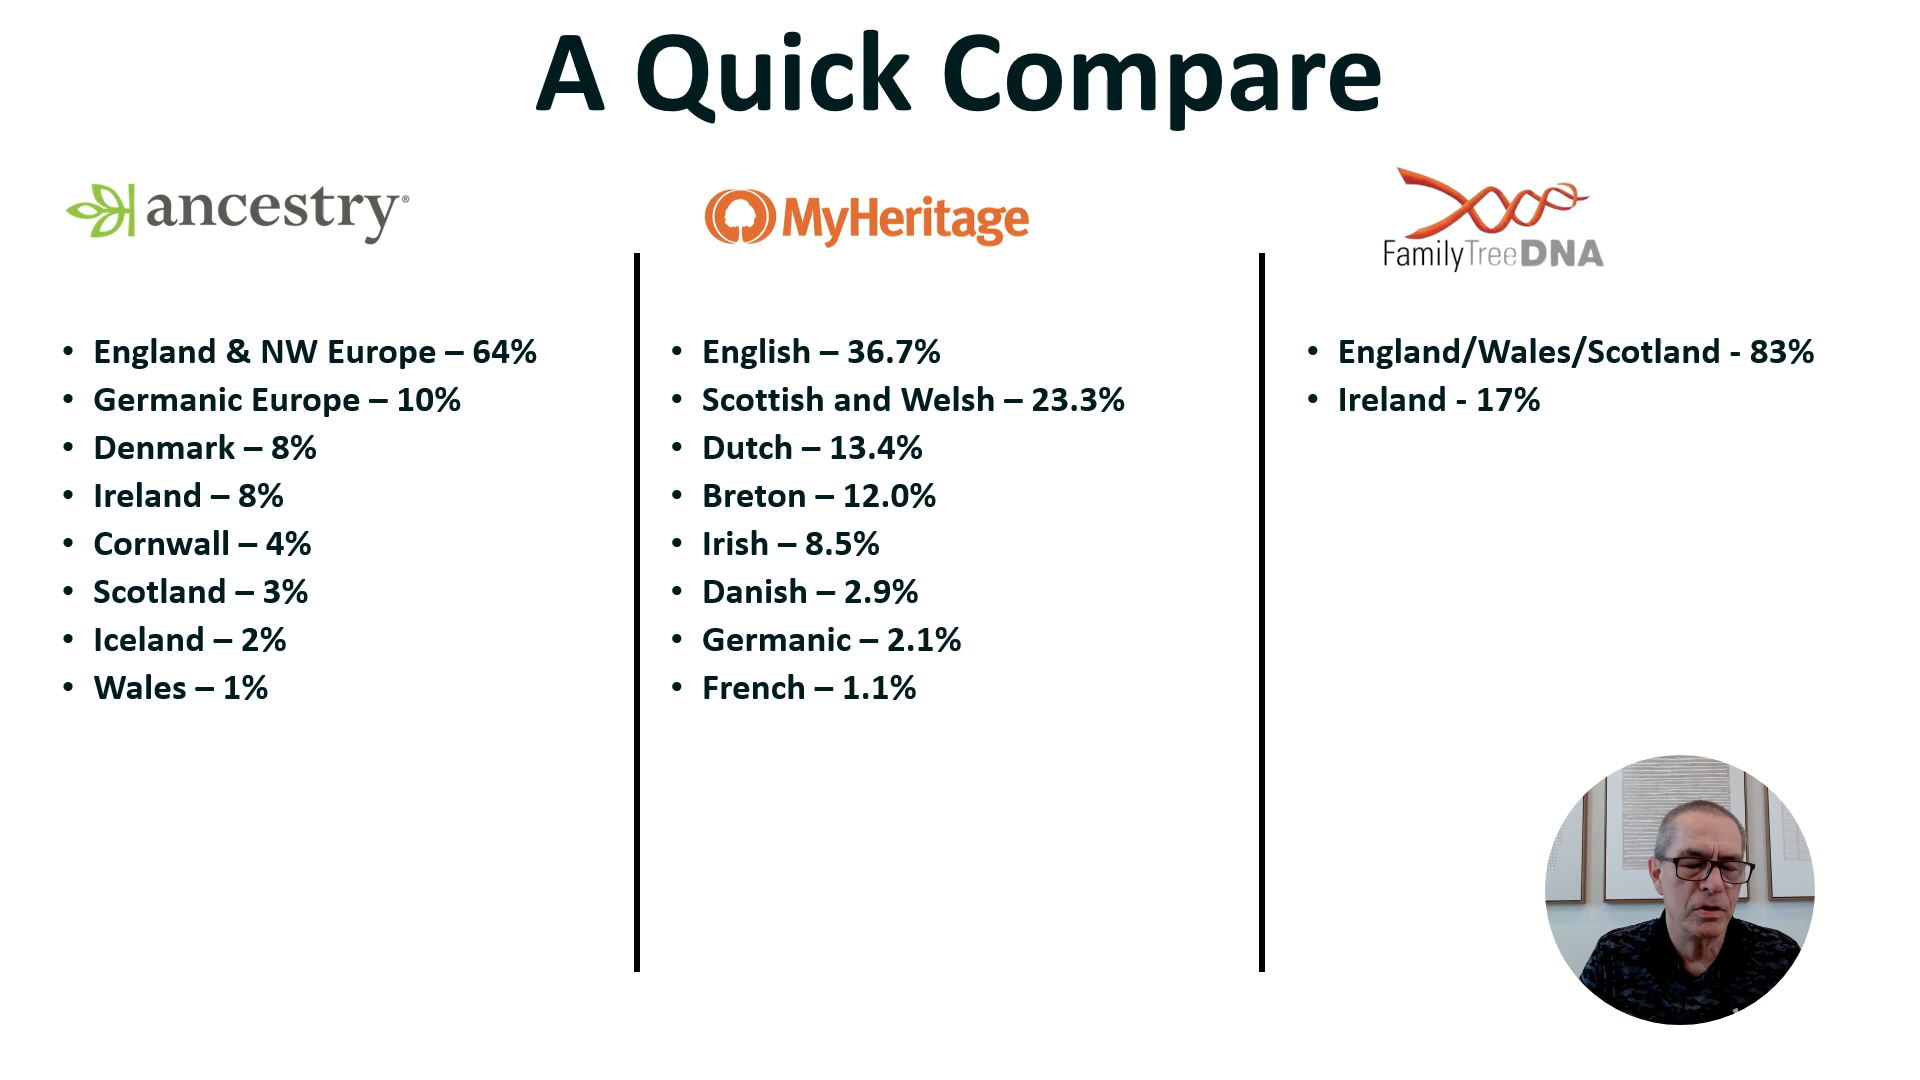 A Quick Compare
ancestry®
England & NW Europe – 64%
Germanic Europe – 10%
Denmark – 8%
Ireland – 8%
Cornwall – 4%
Scotland – 3%
Iceland – 2%
Wales – 1%
MyHeritage
English – 36.7%
Scottish and Welsh – 23.3%
Dutch – 13.4%
Breton – 12.0%
Irish – 8.5%
Danish – 2.9%
Germanic – 2.1%
French – 1.1%
FamilyTreeDNA
England/Wales/Scotland - 83%
Ireland - 17%